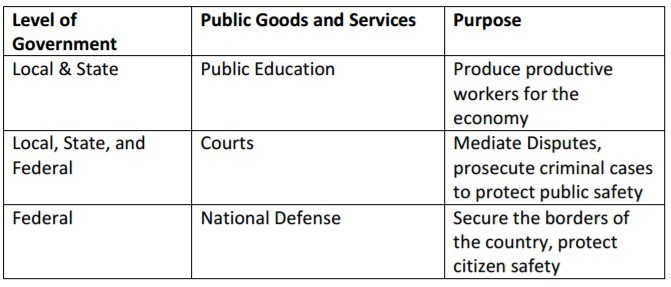 Level of
Government
Public Goods and Services
Purpose
Local & State
Public Education
Produce productive
workers for the
economy
Local, State, and
Federal
Courts
Mediate Disputes,
prosecute criminal cases
to protect public safety
Federal
National Defense
Secure the borders of
the country, protect
citizen safety